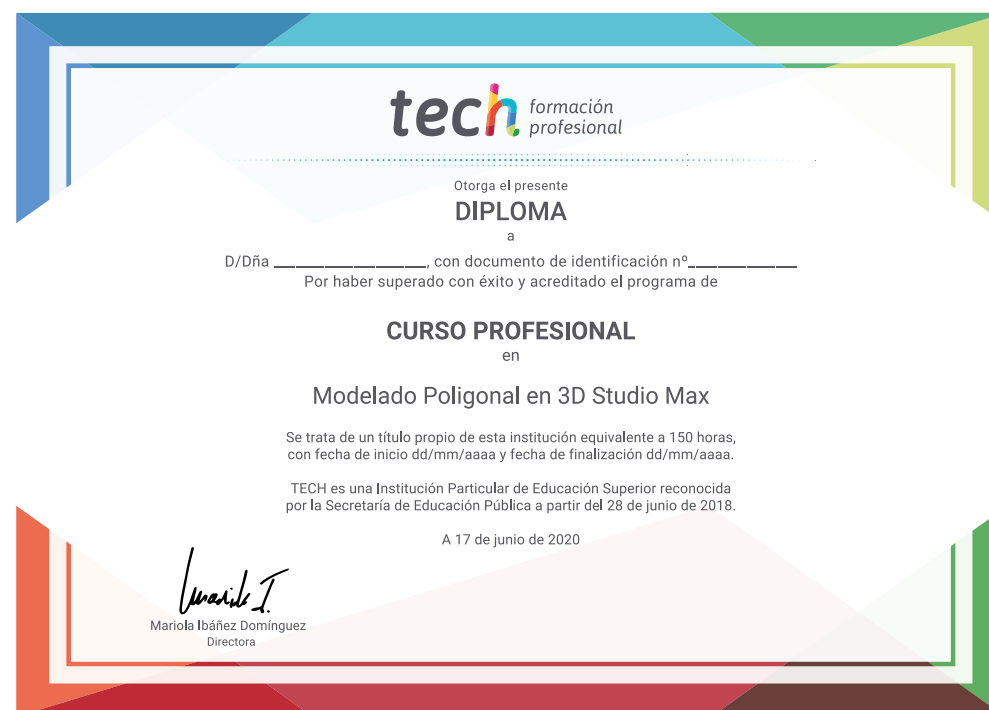 tech formación
profesional
Otorga el presente
DIPLOMA
a
D/Dña ______________, con documento de identificación nº__________
Por haber superado con éxito y acreditado el programa de
CURSO PROFESIONAL
en
Modelado Poligonal en 3D Studio Max
Se trata de un título propio de esta institución equivalente a 150 horas,
con fecha de inicio dd/mm/aaaa y fecha de finalización dd/mm/aaaa.
TECH es una Institución Particular de Educación Superior reconocida
por la Secretaría de Educación Pública a partir del 28 de junio de 2018.
A 17 de junio de 2020
Mariola Ibáñez Domínguez
Directora